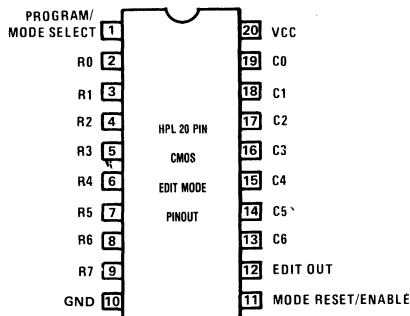 PROGRAM/
MODE SELECT 1 20 VCC
R0 2 19 C0
R1 3 18 C1
R2 4 17 C2
R3 5 16 C3
R4 6 15 C4
R5 7 14 C5
R6 8 13 C6
R7 9 12 EDIT OUT
GND 10 11 MODE RESET/ENABLE
HPL 20 PIN
CMOS
EDIT MODE
PINOUT